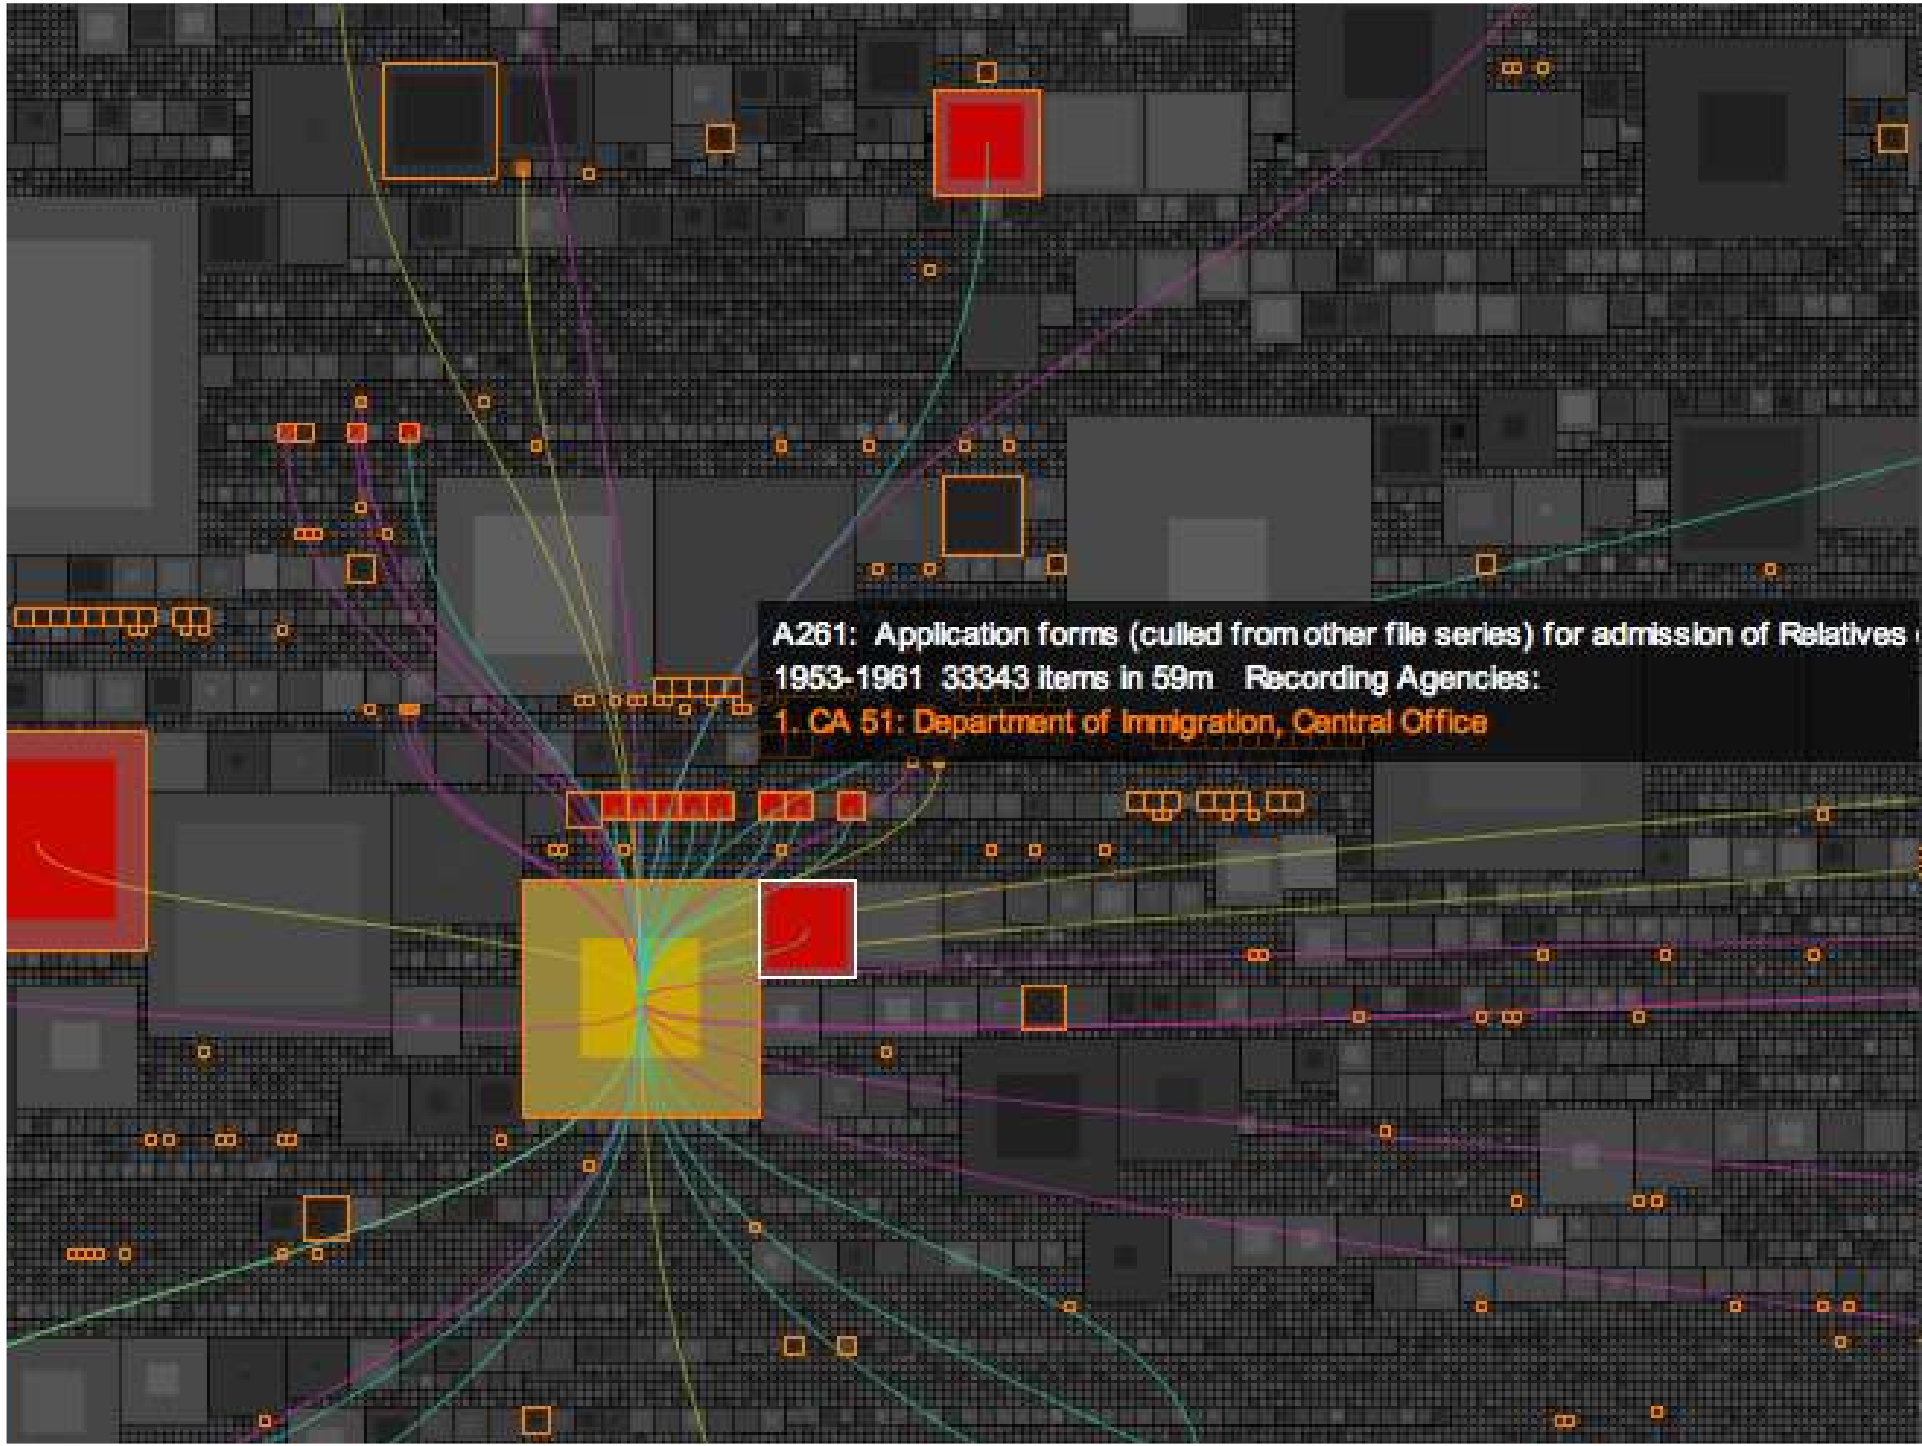 A261: Application forms (culled from other file series) for admission of Relatives
1953-1961 33343 items in 59m Recording Agencies:
1. CA 51: Department of Immigration, Central Office